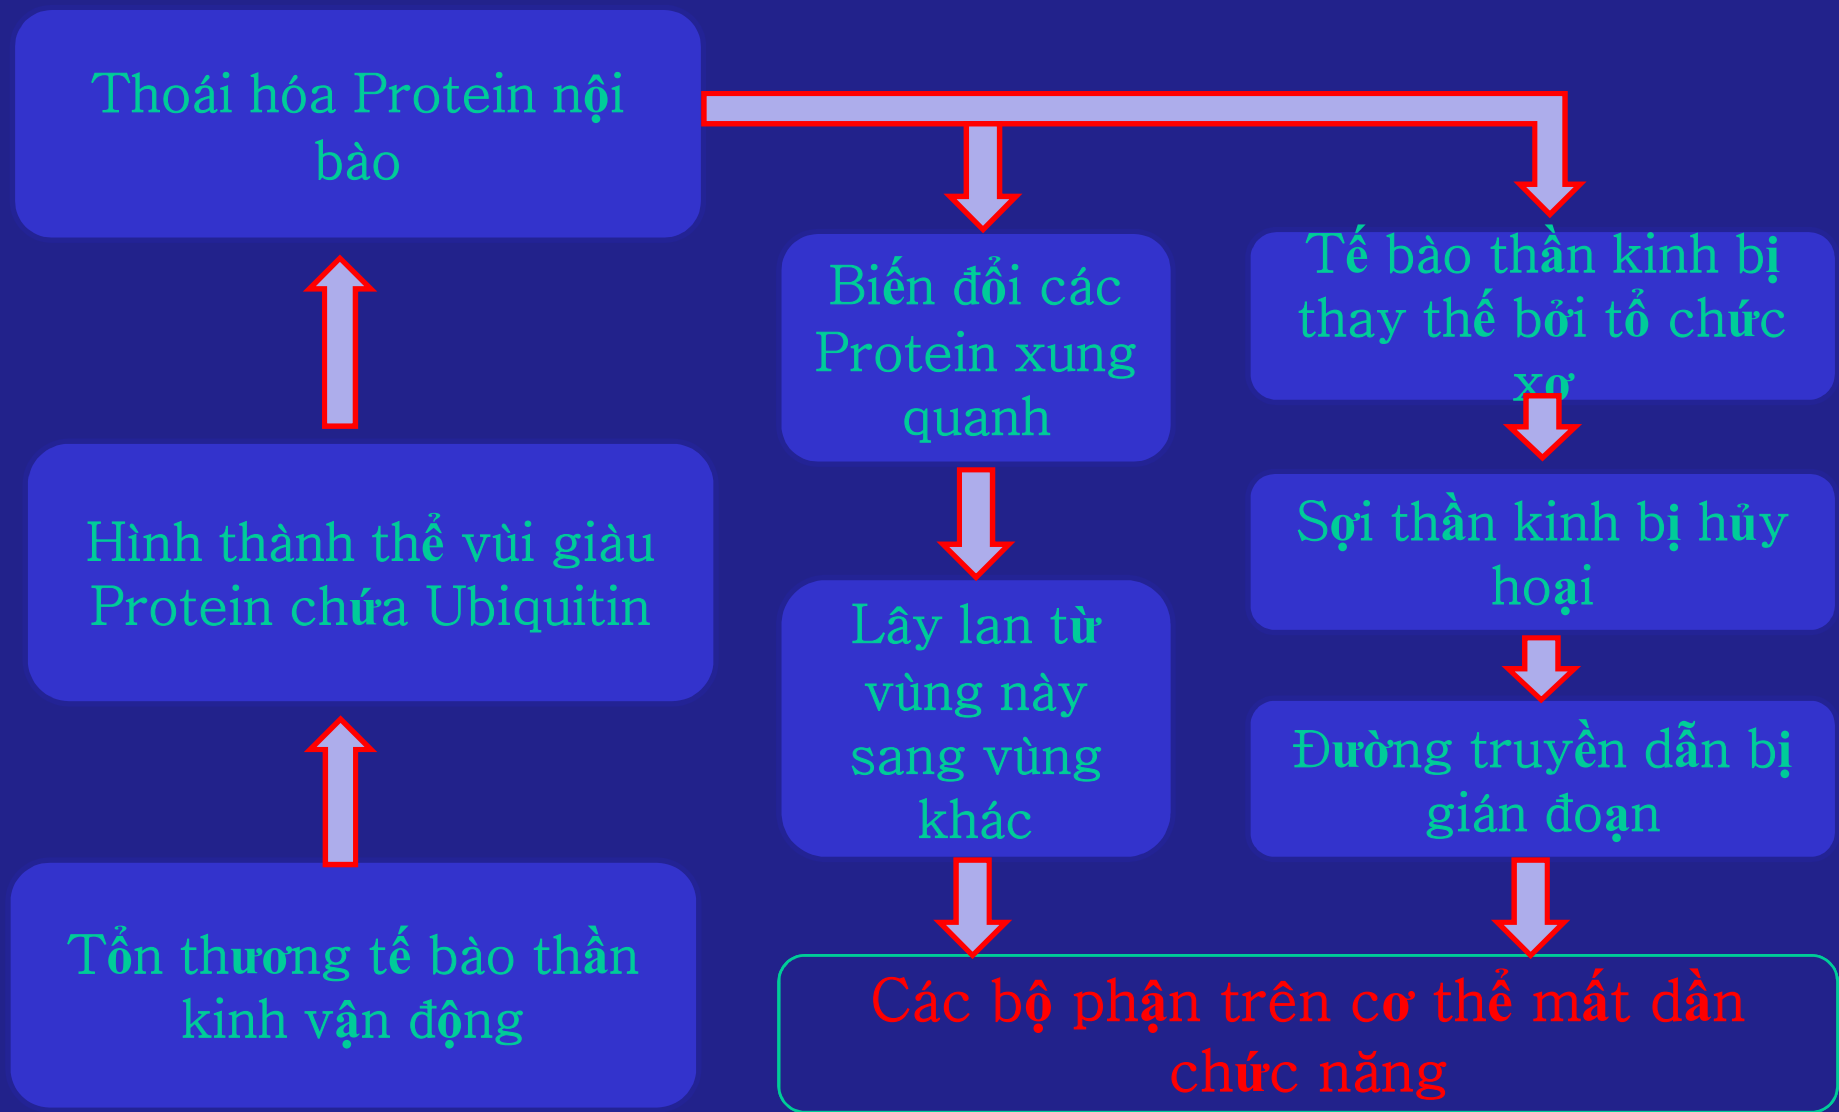 Thoái hóa Protein nội
bào
Hình thành thể vùi giàu
Protein chứa Ubiquitin
Tổn thương tế bào thần
kinh vận động
Biến đổi các
Protein xung
quanh
Lây lan từ
vùng này
sang vùng
khác
Tế bào thần kinh bị
thay thế bởi tổ chức
xơ
Sợi thần kinh bị hủy
hoại
Đường truyền dẫn bị
gián đoạn
Các bộ phận trên cơ thể mất dần
chức năng